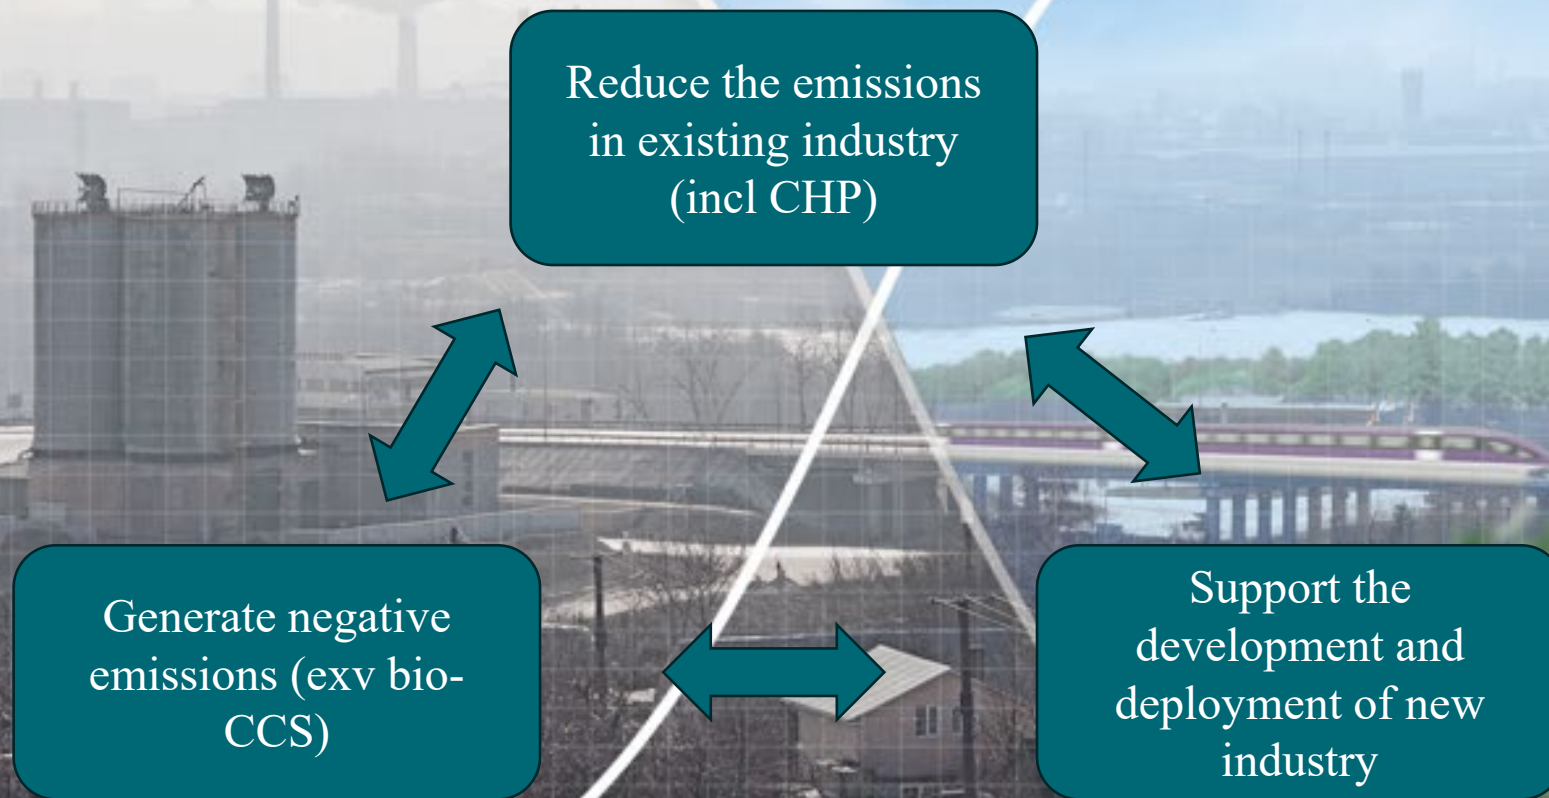 Reduce the emissions
in existing industry
(incl CHP)
Generate negative
emissions (exv bio-
CCS)
Support the
development and
deployment of new
industry